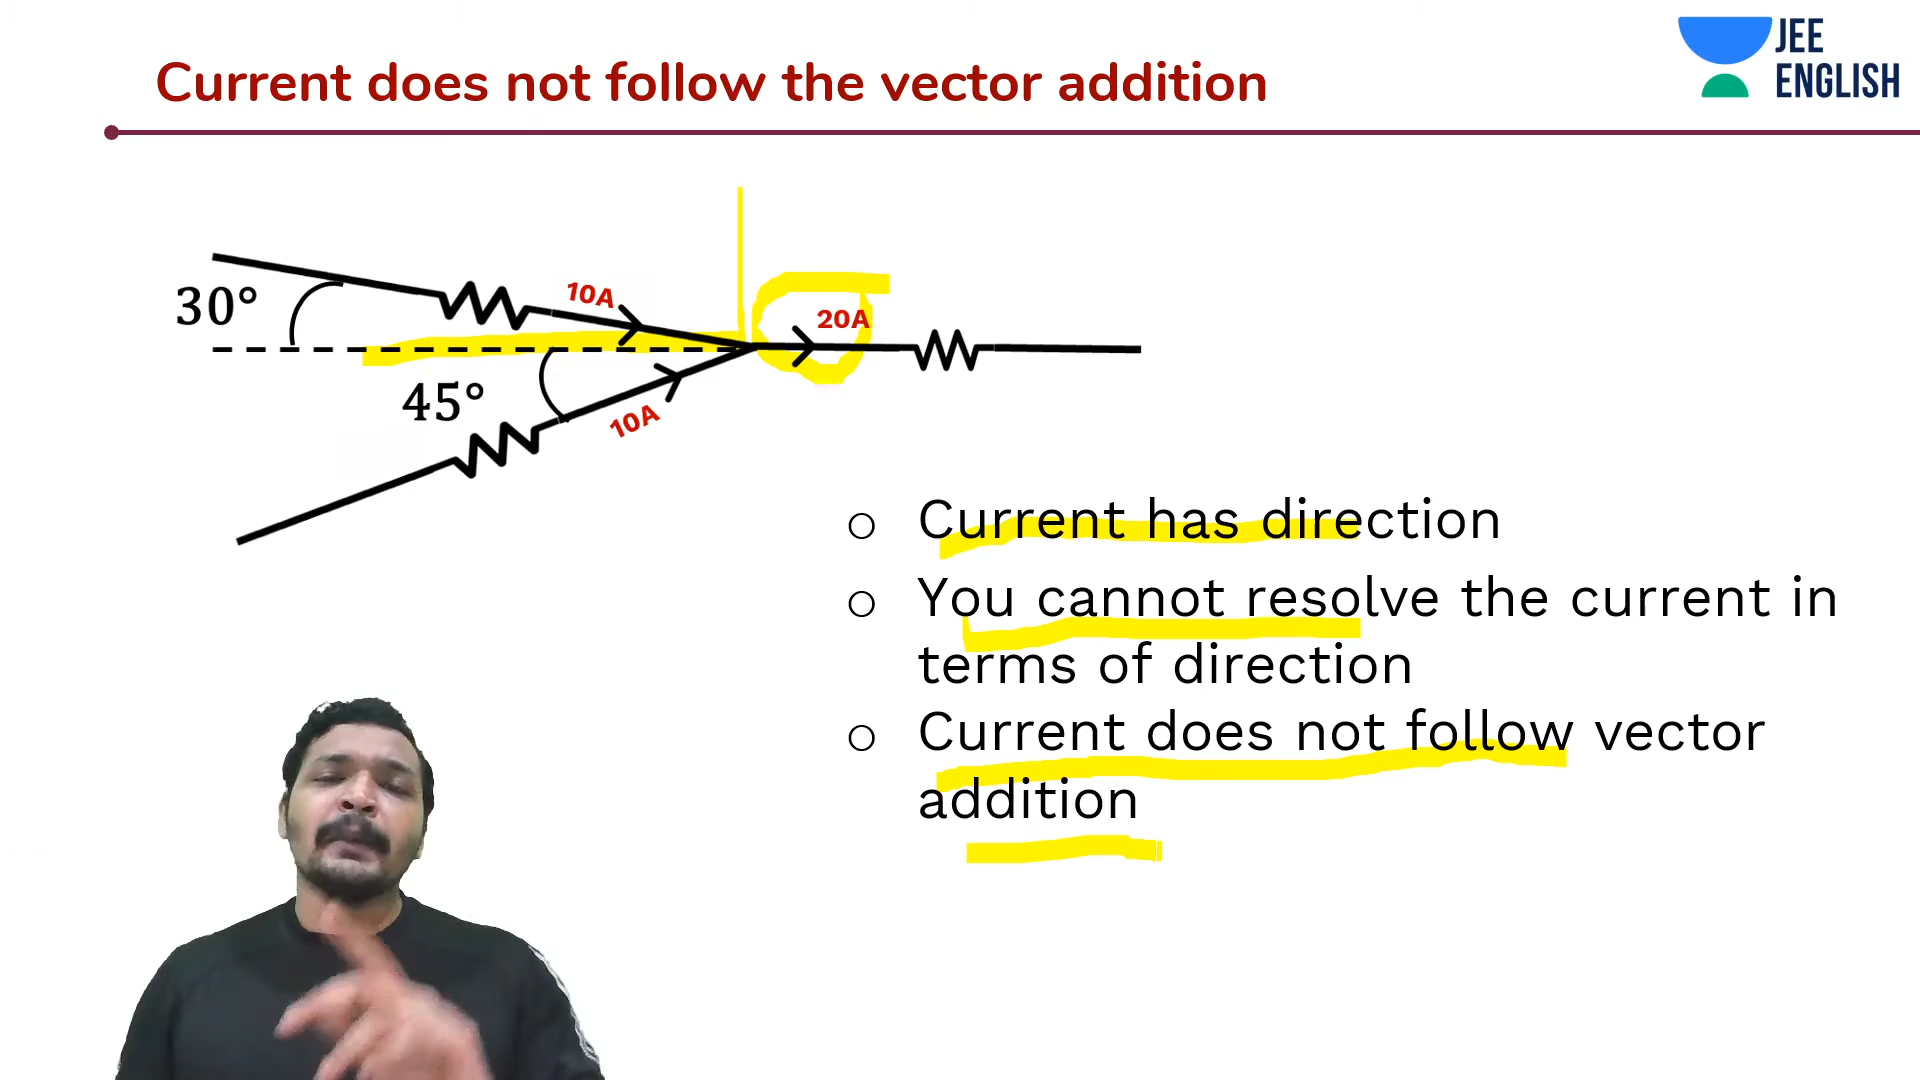 Current does not follow the vector addition
JEE
ENGLISH
30°
10A
20A
45°
10A
○ Current has direction
○ You cannot resolve the current in
terms of direction
○ Current does not follow vector
addition